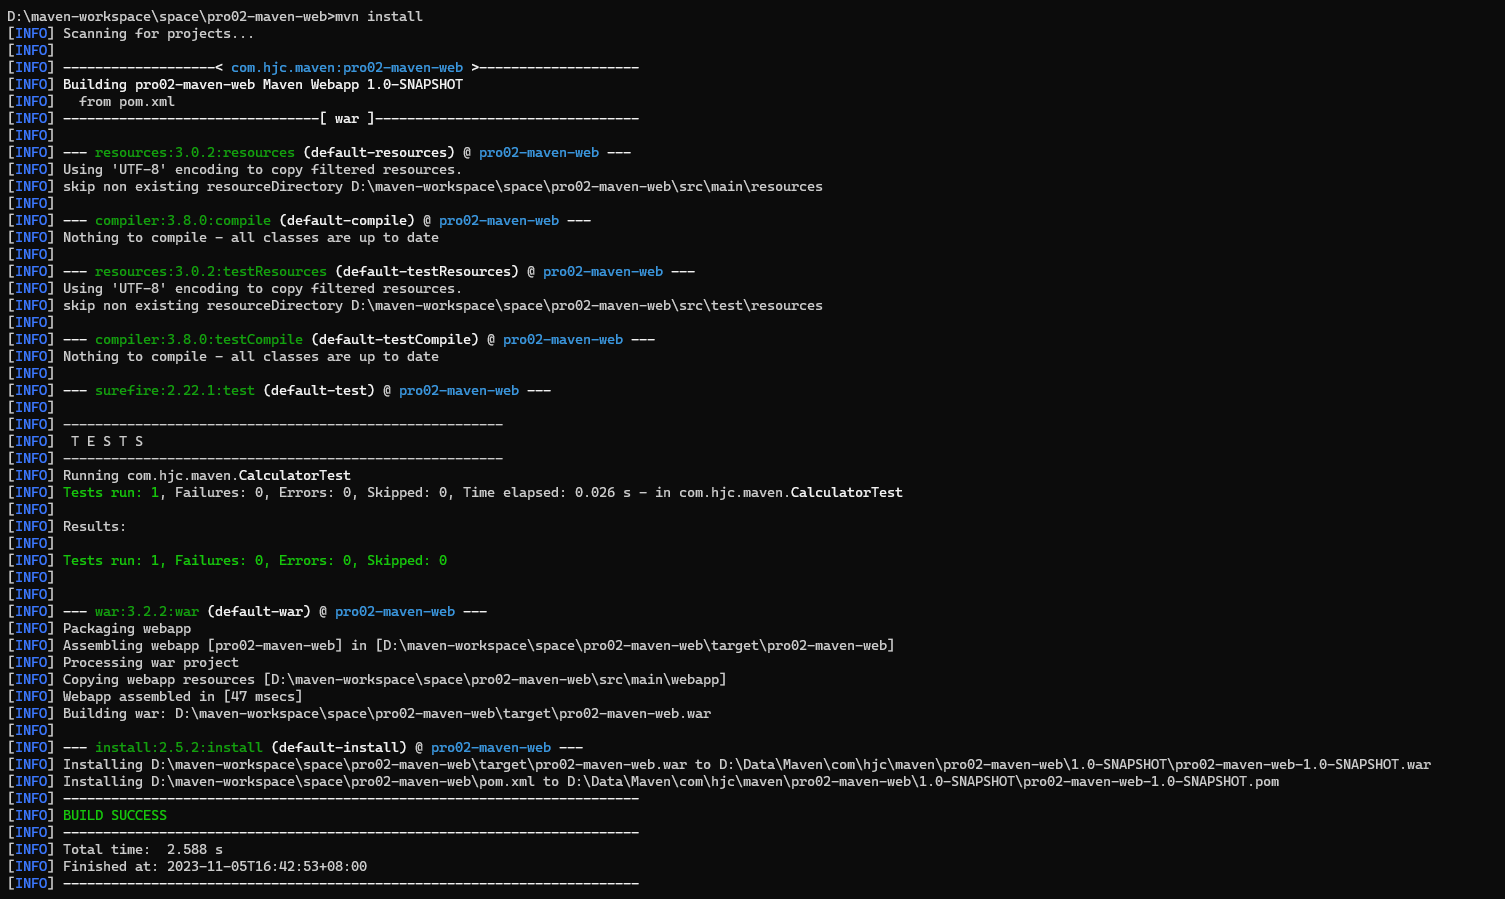 D:\maven-workspace\space\pro02-maven-web>mvn install
[INFO] Scanning for projects...
[INFO]
[INFO] -------------------< com.hjc.maven:pro02-maven-web >--------------------
[INFO] Building pro02-maven-web Maven Webapp 1.0-SNAPSHOT
[INFO]   from pom.xml
[INFO] --------------------------------[ war ]---------------------------------
[INFO]
[INFO] --- resources:3.0.2:resources (default-resources) @ pro02-maven-web ---
[INFO] Using 'UTF-8' encoding to copy filtered resources.
[INFO] skip non existing resourceDirectory D:\maven-workspace\space\pro02-maven-web\src\main\resources
[INFO]
[INFO] --- compiler:3.8.0:compile (default-compile) @ pro02-maven-web ---
[INFO] Nothing to compile - all classes are up to date
[INFO]
[INFO] --- resources:3.0.2:testResources (default-testResources) @ pro02-maven-web ---
[INFO] Using 'UTF-8' encoding to copy filtered resources.
[INFO] skip non existing resourceDirectory D:\maven-workspace\space\pro02-maven-web\src\test\resources
[INFO]
[INFO] --- compiler:3.8.0:testCompile (default-testCompile) @ pro02-maven-web ---
[INFO] Nothing to compile - all classes are up to date
[INFO]
[INFO] --- surefire:2.22.1:test (default-test) @ pro02-maven-web ---
[INFO]
[INFO] -------------------------------------------------------
[INFO]  T E S T S
[INFO] -------------------------------------------------------
[INFO] Running com.hjc.maven.CalculatorTest
[INFO] Tests run: 1, Failures: 0, Errors: 0, Skipped: 0, Time elapsed: 0.026 s - in com.hjc.maven.CalculatorTest
[INFO]
[INFO] Results:
[INFO]
[INFO] Tests run: 1, Failures: 0, Errors: 0, Skipped: 0
[INFO]
[INFO]
[INFO] --- war:3.2.2:war (default-war) @ pro02-maven-web ---
[INFO] Packaging webapp
[INFO] Assembling webapp [pro02-maven-web] in [D:\maven-workspace\space\pro02-maven-web\target\pro02-maven-web]
[INFO] Processing war project
[INFO] Copying webapp resources [D:\maven-workspace\space\pro02-maven-web\src\main\webapp]
[INFO] Webapp assembled in [47 msecs]
[INFO] Building war: D:\maven-workspace\space\pro02-maven-web\target\pro02-maven-web.war
[INFO]
[INFO] --- install:2.5.2:install (default-install) @ pro02-maven-web ---
[INFO] Installing D:\maven-workspace\space\pro02-maven-web\target\pro02-maven-web.war to D:\Data\Maven\com\hjc\maven\pro02-maven-web\1.0-SNAPSHOT\pro02-maven-web-1.0-SNAPSHOT.war
[INFO] Installing D:\maven-workspace\space\pro02-maven-web\pom.xml to D:\Data\Maven\com\hjc\maven\pro02-maven-web\1.0-SNAPSHOT\pro02-maven-web-1.0-SNAPSHOT.pom
[INFO] ------------------------------------------------------------------------
[INFO] BUILD SUCCESS
[INFO] ------------------------------------------------------------------------
[INFO] Total time:  2.588 s
[INFO] Finished at: 2023-11-05T16:42:53+08:00
[INFO] ------------------------------------------------------------------------